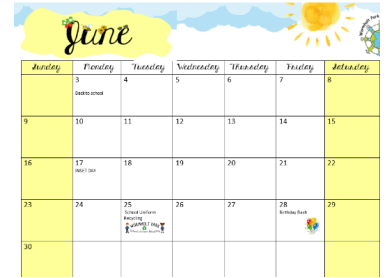 June
Sunday Monday Tuesday Wednesday Thursday Friday Saturday
3 4 5 6 7 8
Back to school
9 10 11 12 13 14 15
16 17 18 19 20 21 22
INSET DAY
23 24 25 26 27 28 29
School Uniform
Recycling
Birthday Bash
30